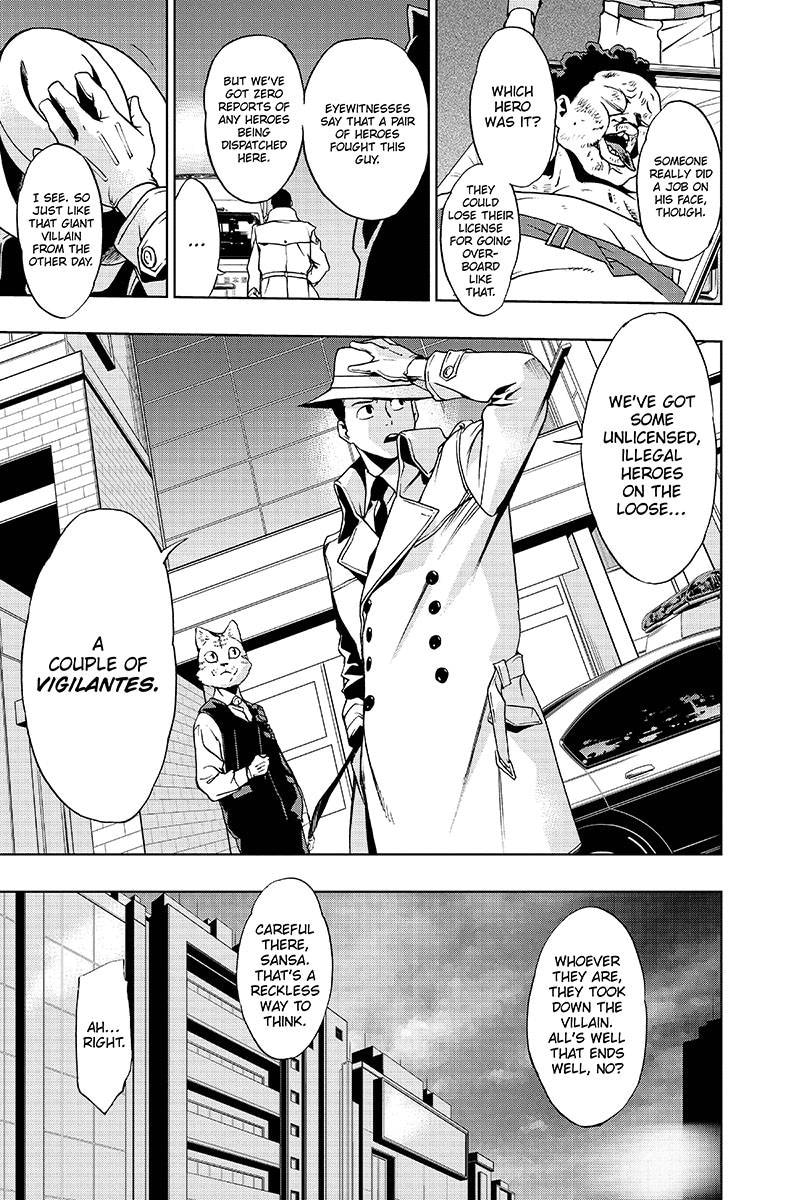 SOMEONE
REALLY DID
A JOB ON
HIS FACE,
THOUGH.
WHICH
HERO
WAS IT?
THEY
COULD
LOSE THEIR
LICENSE
FOR GOING
OVER-
BOARD
LIKE
THAT.
EYEWITNESSES
SAY THAT A PAIR
OF HEROES
FOUGHT THIS
GUY.
BUT WE'VE
GOT ZERO
REPORTS OF
ANY HEROES
BEING
DISPATCHED
HERE.
...
I SEE. SO
JUST LIKE
THAT GIANT
VILLAIN
FROM THE
OTHER DAY.
WE'VE GOT
SOME
UNLICENSED,
ILLEGAL
HEROES
ON THE
LOOSE...
A
COUPLE OF
VIGILANTES.
WHOEVER
THEY ARE,
THEY TOOK
DOWN THE
VILLAIN.
ALL'S WELL
THAT ENDS
WELL, NO?
CAREFUL
THERE,
SANSA.
THAT'S A
RECKLESS
WAY TO
THINK.
AH...
RIGHT.